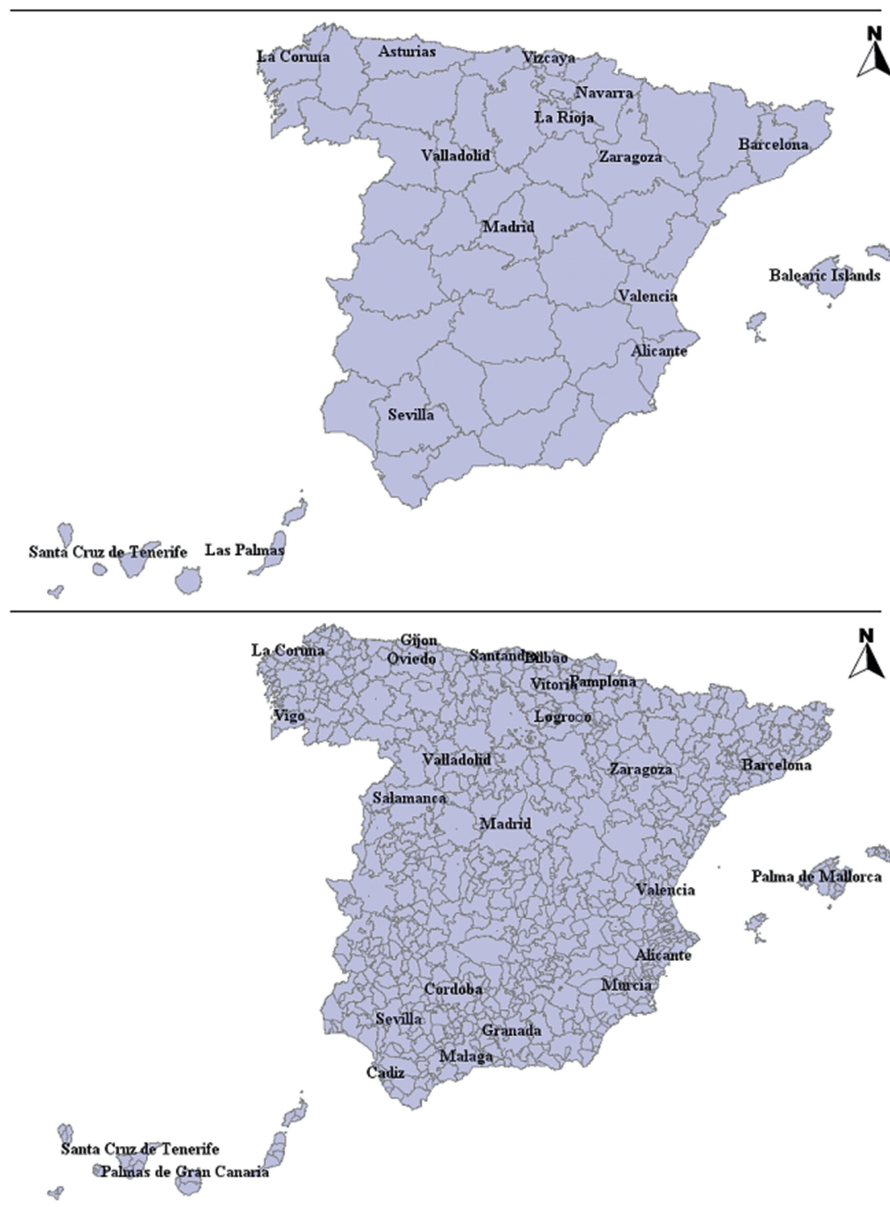 N
La Coruna
Asturias
Vizcaya
Navarra
La Rioja
Valladolid
Zaragoza
Barcelona
Madrid
Balearic Islands
Valencia
Alicante
Sevilla
Santa Cruz de Tenerife
Las Palmas
N
Gijon
La Coruna
Oviedo
Santander
Bilbao
Vitoria
Pamplona
Vigo
Logro○o
Valladolid
Zaragoza
Barcelona
Salamanca
Madrid
Palma de Mallorca
Valencia
Alicante
Cordoba
Murcia
Sevilla
Granada
Malaga
Cadiz
Santa Cruz de Tenerife
Palmas de Gran Canaria